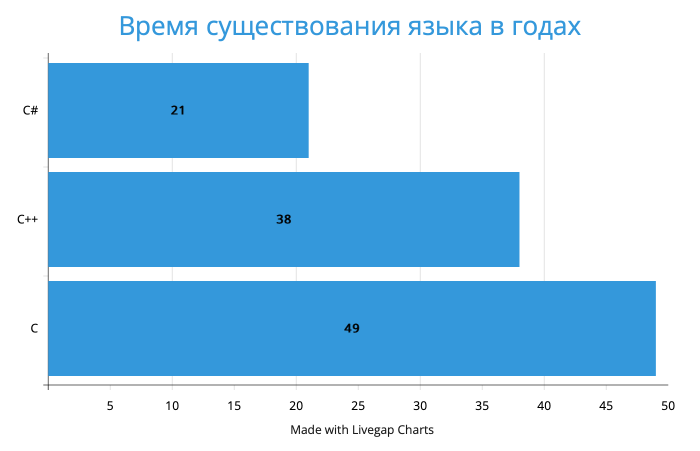 Время существования языка в годах
C#
21
C++
38
C
49
5 10 15 20 25 30 35 40 45 50
Made with Livegap Charts